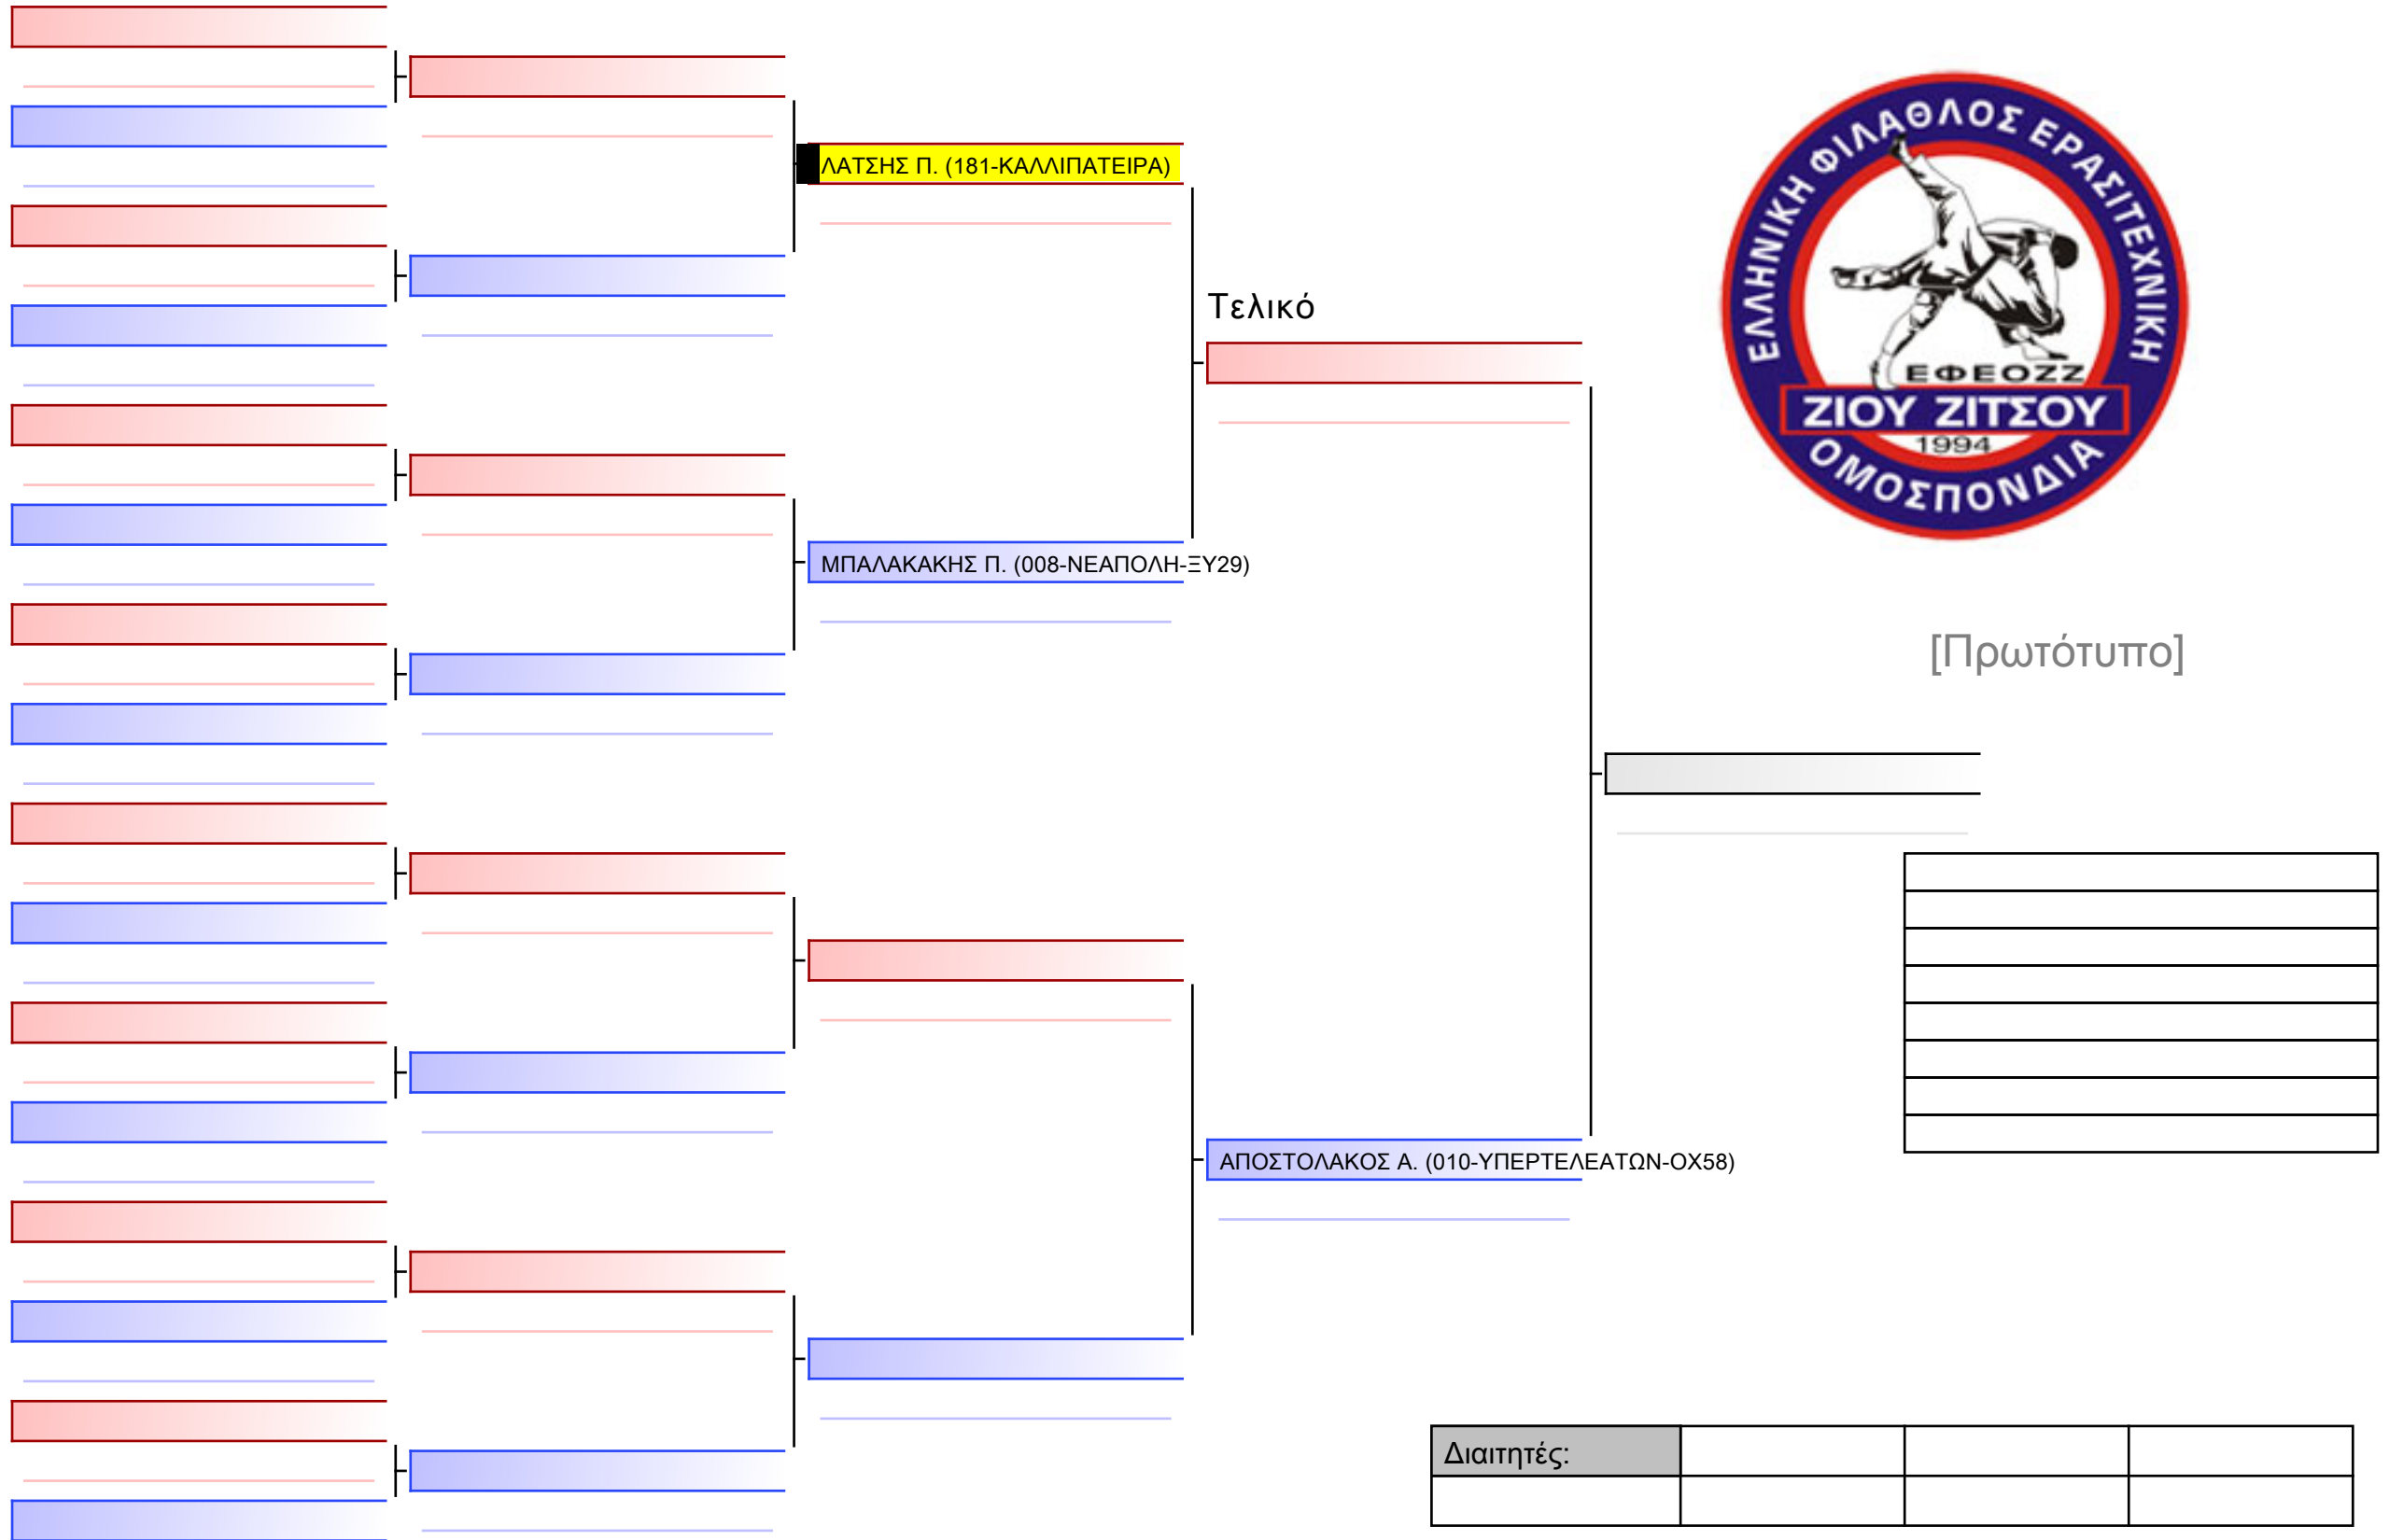 ΕΛΛΗΝΙΚΗ ΦΙΛΑΘΛΟΣ ΕΡΑΣΙΤΕΧΝΙΚΗ
ΛΑΤΣΗΣ Π. (181-ΚΑΛΛΙΠΑΤΕΙΡΑ)
Τελικό
ΕΦΕΟΖΖ
ΖΙΟΥ ΖΙΤΣΟΥ
1994
ΟΜΟΣΠΟΝΔΙΑ
ΜΠΑΛΑΚΑΚΗΣ Π. (008-ΝΕΑΠΟΛΗ-ΞΥ29)
[Πρωτότυπο]
ΑΠΟΣΤΟΛΑΚΟΣ Α. (010-ΥΠΕΡΤΕΛΕΑΤΩΝ-ΟΧ58)
Διαιτητές: